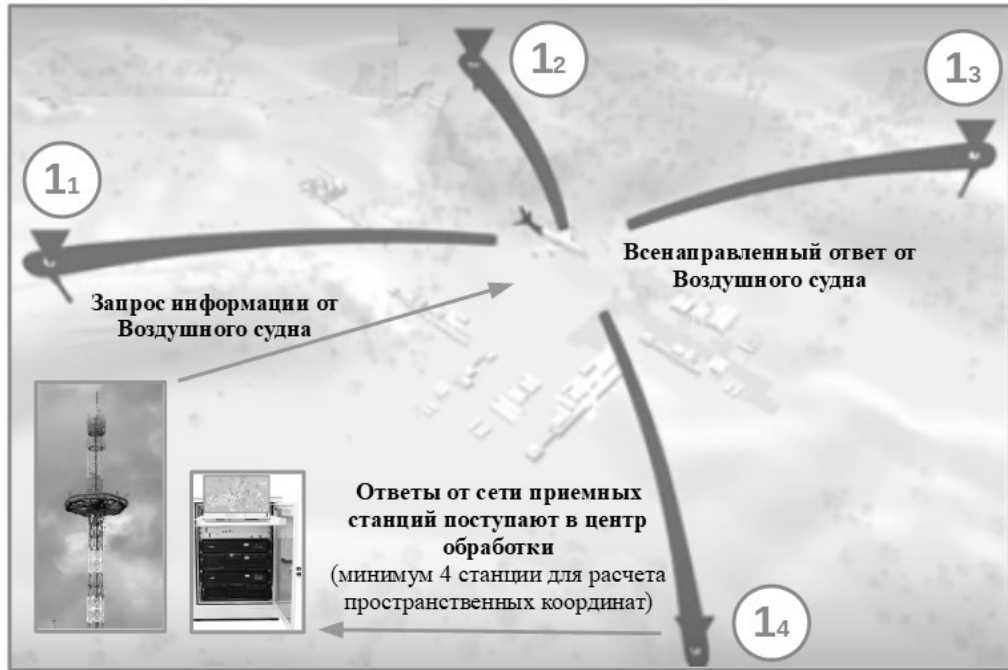 1₂
1₃
1₁
Всенаправленный ответ от
Воздушного судна
Запрос информации от
Воздушного судна
Ответы от сети приемных
станций поступают в центр
обработки
(минимум 4 станции для расчета
пространственных координат)
1₄